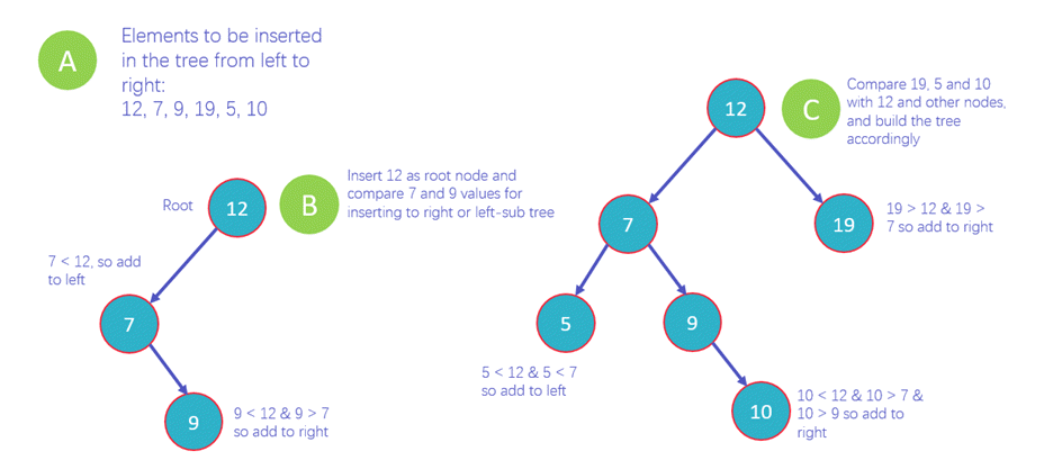 A
Elements to be inserted
in the tree from left to
right:
12, 7, 9, 19, 5, 10
Root
12
B
Insert 12 as root node and
compare 7 and 9 values for
inserting to right or left-sub tree
7 < 12, so add
to left
7
9
9 < 12 & 9 > 7
so add to right
12
C
Compare 19, 5 and 10
with 12 and other nodes,
and build the tree
accordingly
7
19
19 > 12 & 19 >
7 so add to right
5
9
5 < 12 & 5 < 7
so add to left
10
10 < 12 & 10 > 7 &
10 > 9 so add to
right